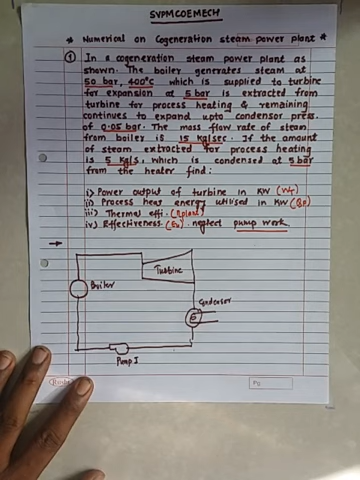 SVPMCOEMECH
* Numerical on Cogeneration steam power plant *
① In a cogeneration steam power plant as
shown. The boiler generates steam at
50 bar, 400°C which is supplied to turbine
for expansion at 5 bar is extracted from
turbine for process heating & remaining
continues to expand upto condensor press.
of 0.05 bar. The mass flow rate of steam
from boiler is 15 kg/sec. If the amount
of steam extracted for process heating
is 5 kg/s, which is condensed at 5 bar
from the heater find:
i) Power output of turbine in KW (WT)
ii) Process heat energy utilised in KW (QP)
iii) Thermal effi. (ηplant)
iv) Effectiveness. neglect pump work
Turbine
Boiler
Condenser
Pump I
Pg